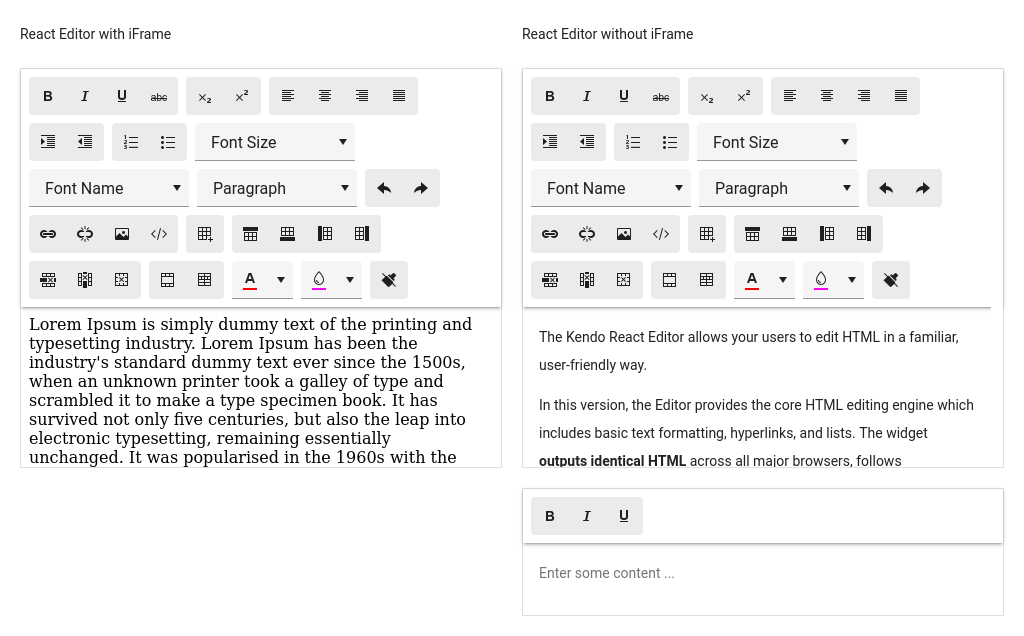 React Editor with iFrame
B I U abc X₂ X²
Font Size
Font Name Paragraph
</>
A
Lorem Ipsum is simply dummy text of the printing and
typesetting industry. Lorem Ipsum has been the
industry's standard dummy text ever since the 1500s,
when an unknown printer took a galley of type and
scrambled it to make a type specimen book. It has
survived not only five centuries, but also the leap into
electronic typesetting, remaining essentially
unchanged. It was popularised in the 1960s with the
React Editor without iFrame
B I U abc X₂ X²
Font Size
Font Name Paragraph
</>
A
The Kendo React Editor allows your users to edit HTML in a familiar,
user-friendly way.
In this version, the Editor provides the core HTML editing engine which
includes basic text formatting, hyperlinks, and lists. The widget
outputs identical HTML across all major browsers, follows
B I U
Enter some content ...